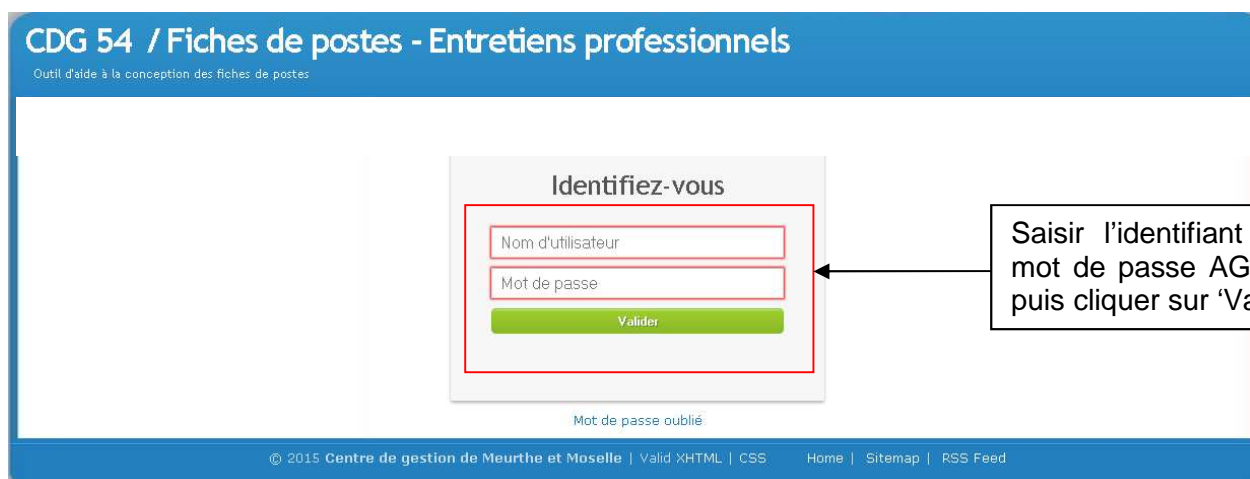 CDG 54 / Fiches de postes - Entretiens professionnels
Outil d'aide à la conception des fiches de postes
Identifiez-vous
Nom d'utilisateur
Mot de passe
Valider
Saisir l’identifiant
mot de passe AG
puis cliquer sur ‘Va
Mot de passe oublié
© 2015 Centre de gestion de Meurthe et Moselle | Valid XHTML | CSS Home | Sitemap | RSS Feed